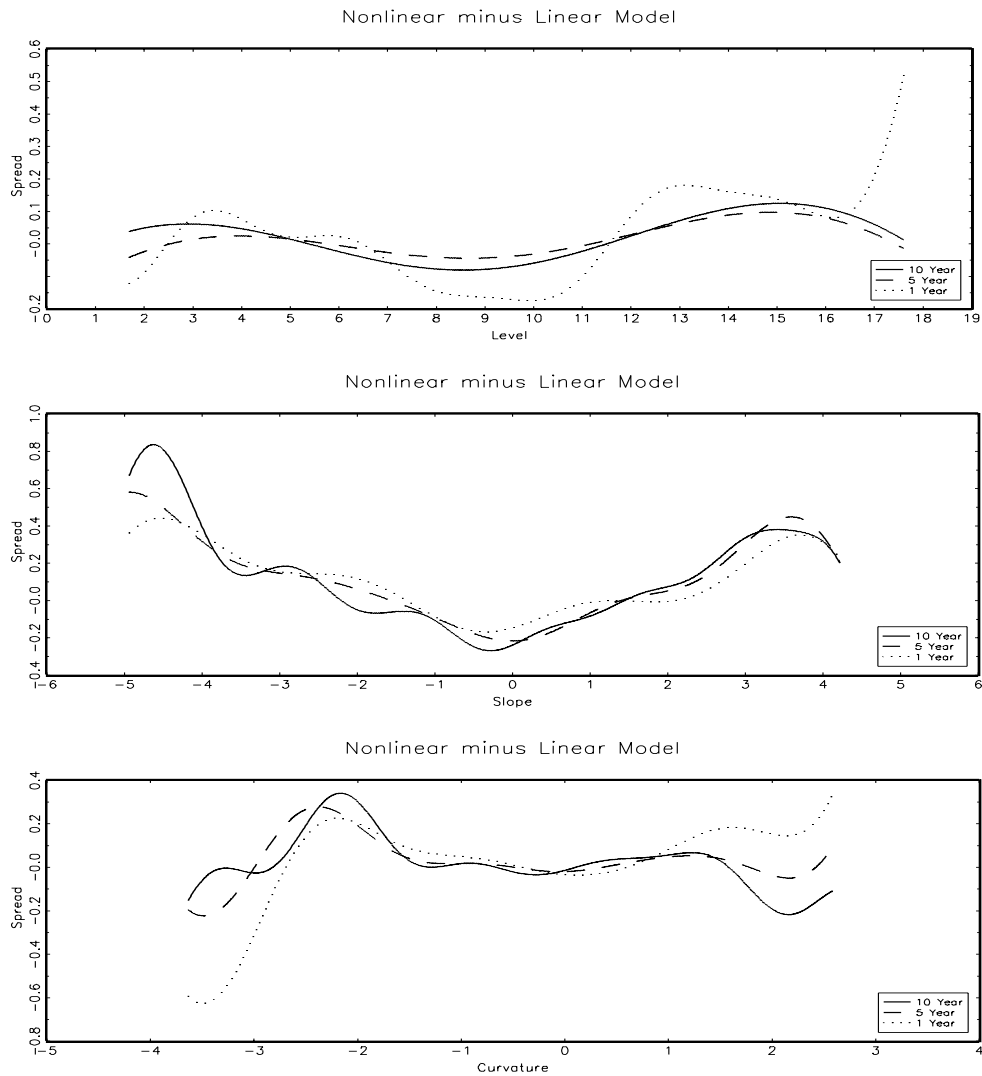 Nonlinear minus Linear Model
Spread
0.6
0.5
0.4
0.3
0.2
0.1
-0.0
-0.2
-1 0 1 2 3 4 5 6 7 8 9 10 11 12 13 14 15 16 17 18 19
Level
10 Year
5 Year
1 Year
Nonlinear minus Linear Model
Spread
1.0
0.8
0.6
0.4
0.2
-0.0
-0.2
-0.4
-6 -5 -4 -3 -2 -1 0 1 2 3 4 5 6
Slope
10 Year
5 Year
1 Year
Nonlinear minus Linear Model
Spread
0.4
0.2
-0.0
-0.2
-0.4
-0.6
-0.8
-5 -4 -3 -2 -1 0 1 2 3 4
Curvature
10 Year
5 Year
1 Year